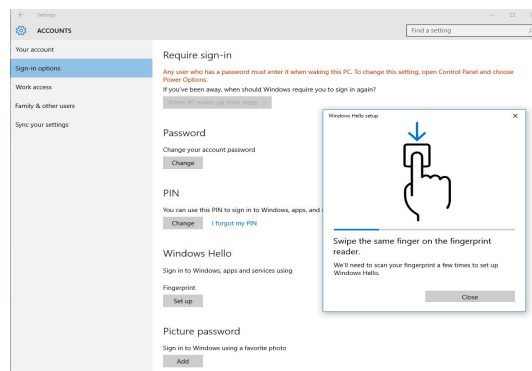 Settings
ACCOUNTS
Find a setting
Your account
Sign-in options
Work access
Family & other users
Sync your settings
Require sign-in
Any user who has a password must enter it when waking this PC. To change this setting, open Control Panel and choose
Power Options.
If you've been away, when should Windows require you to sign in again?
When PC wakes up from sleep
Password
Change your account password
Change
PIN
You can use this PIN to sign in to Windows, apps, and
Change
I forgot my PIN
Windows Hello
Sign in to Windows, apps and services using
Fingerprint
Set up
Picture password
Sign in to Windows using a favorite photo
Add
Windows Hello setup
Swipe the same finger on the fingerprint
reader.
We'll need to scan your fingerprint a few times to set up
Windows Hello.
Close